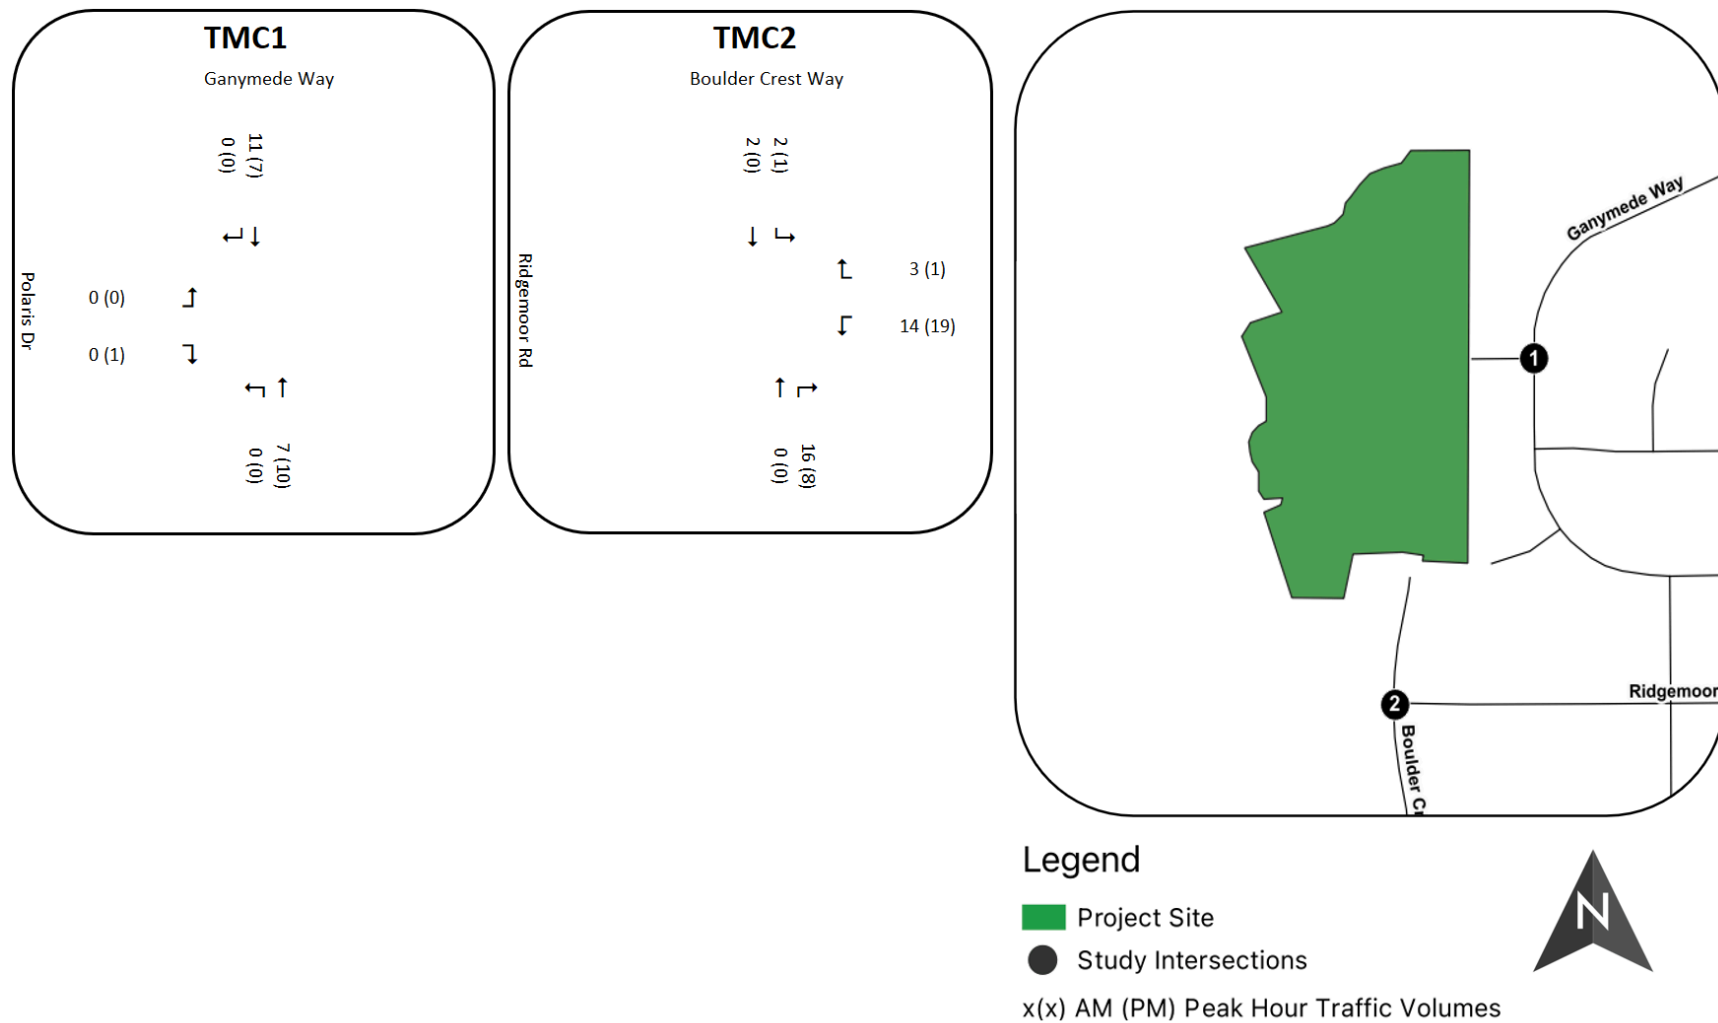 TMC1
Ganymede Way
11 (7)
0 (0)
Polaris Dr
0 (0)
0 (1)
7 (10)
0 (0)
TMC2
Boulder Crest Way
2 (1)
2 (0)
Ridgemoor Rd
3 (1)
14 (19)
16 (8)
0 (0)
Ganymede Way
1
Ridgemoor
2
Boulder Cr
Legend
N
Project Site
Study Intersections
x(x) AM (PM) Peak Hour Traffic Volumes